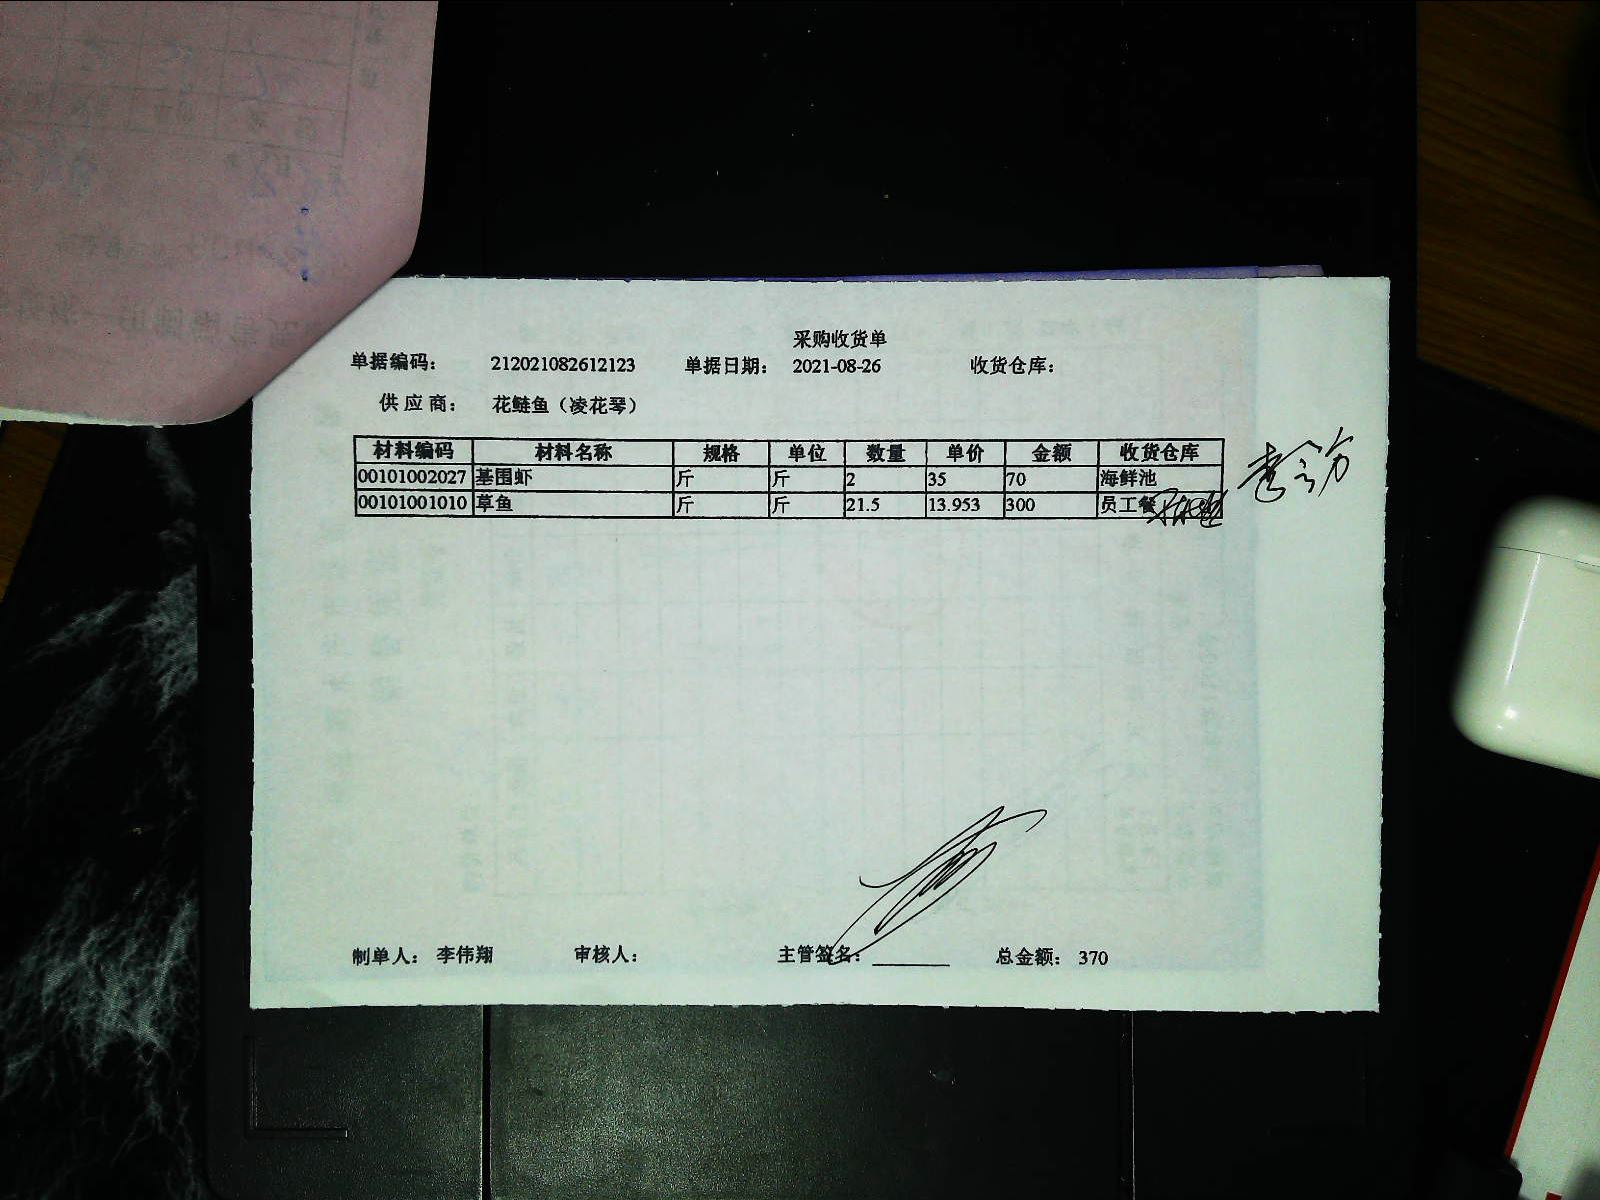 采购收货单
单据编码： 212021082612123 单据日期： 2021-08-26 收货仓库：
供应商： 花鲢鱼（凌花琴）
材料编码 材料名称 规格 单位 数量 单价 金额 收货仓库
00101002027 基围虾 斤 斤 2 35 70 海鲜池
00101001010 草鱼 斤 斤 21.5 13.953 300 员工餐
制单人： 李伟翔 审核人： 主管签名： 总金额： 370